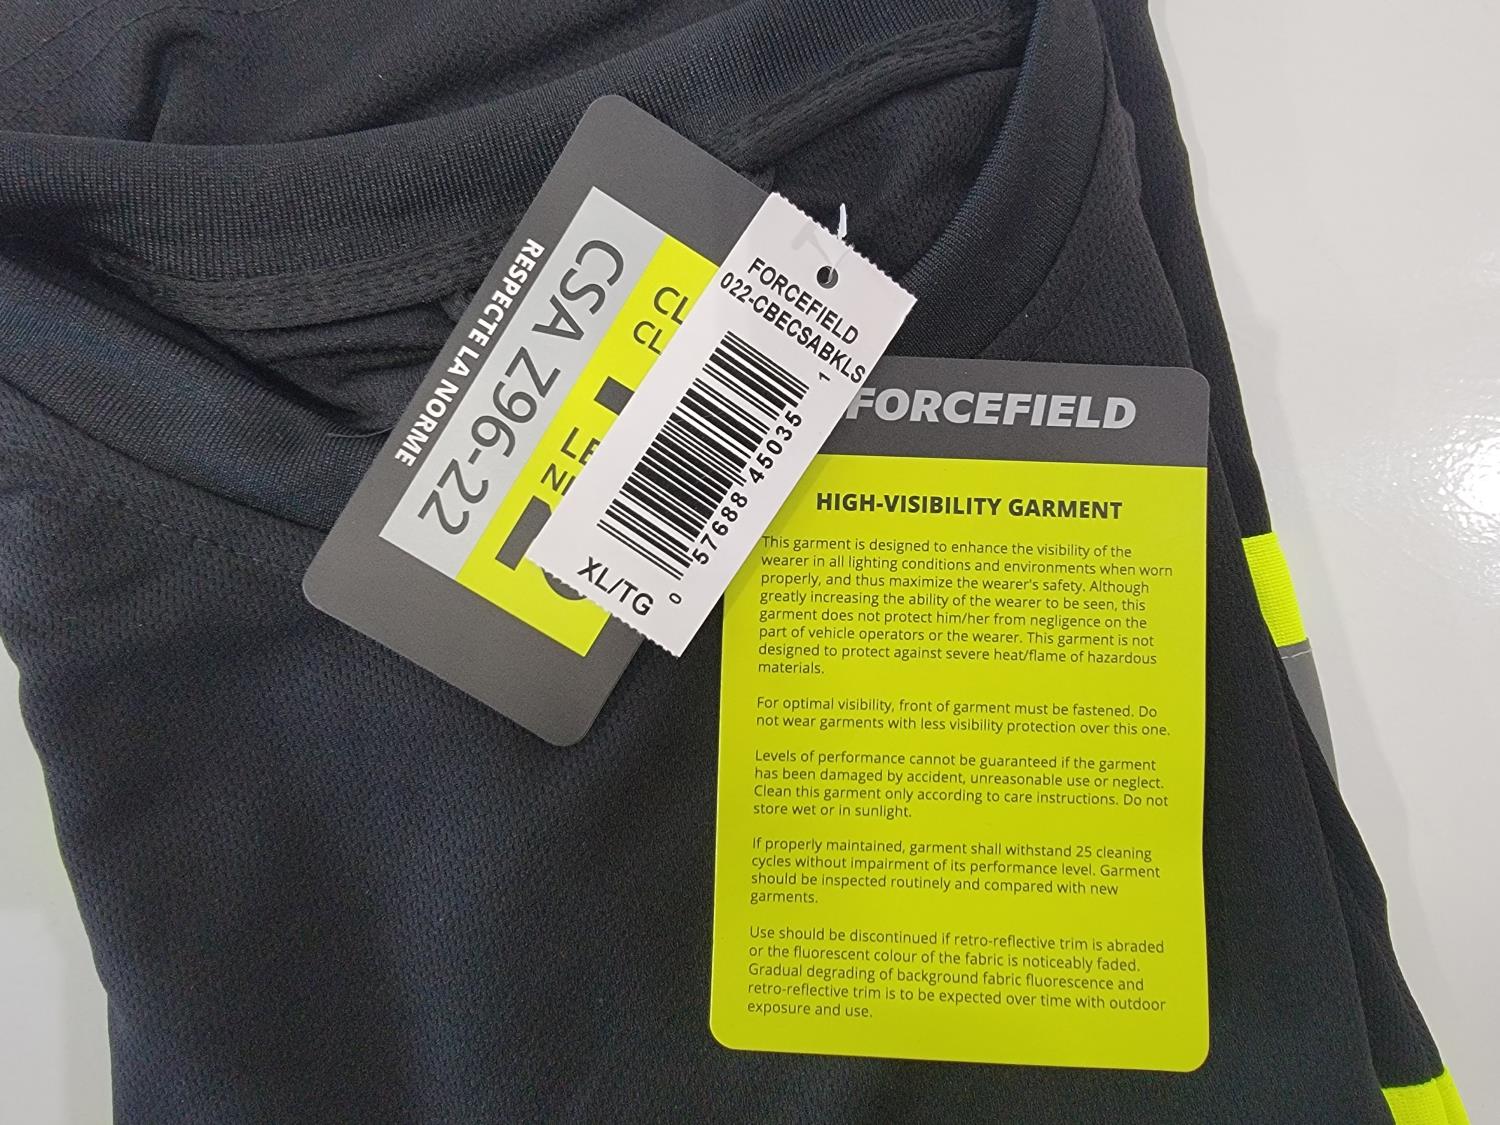 RESPECTE LA NORME
CSA Z96-22
CL
CL
FORCEFIELD
022-CBECSABKLS
1
57688 45035
0
XL/TG
FORCEFIELD
HIGH-VISIBILITY GARMENT
This garment is designed to enhance the visibility of the
wearer in all lighting conditions and environments when worn
properly, and thus maximize the wearer's safety. Although
greatly increasing the ability of the wearer to be seen, this
garment does not protect him/her from negligence on the
part of vehicle operators or the wearer. This garment is not
designed to protect against severe heat/flame of hazardous
materials.
For optimal visibility, front of garment must be fastened. Do
not wear garments with less visibility protection over this one.
Levels of performance cannot be guaranteed if the garment
has been damaged by accident, unreasonable use or neglect.
Clean this garment only according to care instructions. Do not
store wet or in sunlight.
If properly maintained, garment shall withstand 25 cleaning
cycles without impairment of its performance level. Garment
should be inspected routinely and compared with new
garments.
Use should be discontinued if retro-reflective trim is abraded
or the fluorescent colour of the fabric is noticeably faded.
Gradual degrading of background fabric fluorescence and
retro-reflective trim is to be expected over time with outdoor
exposure and use.